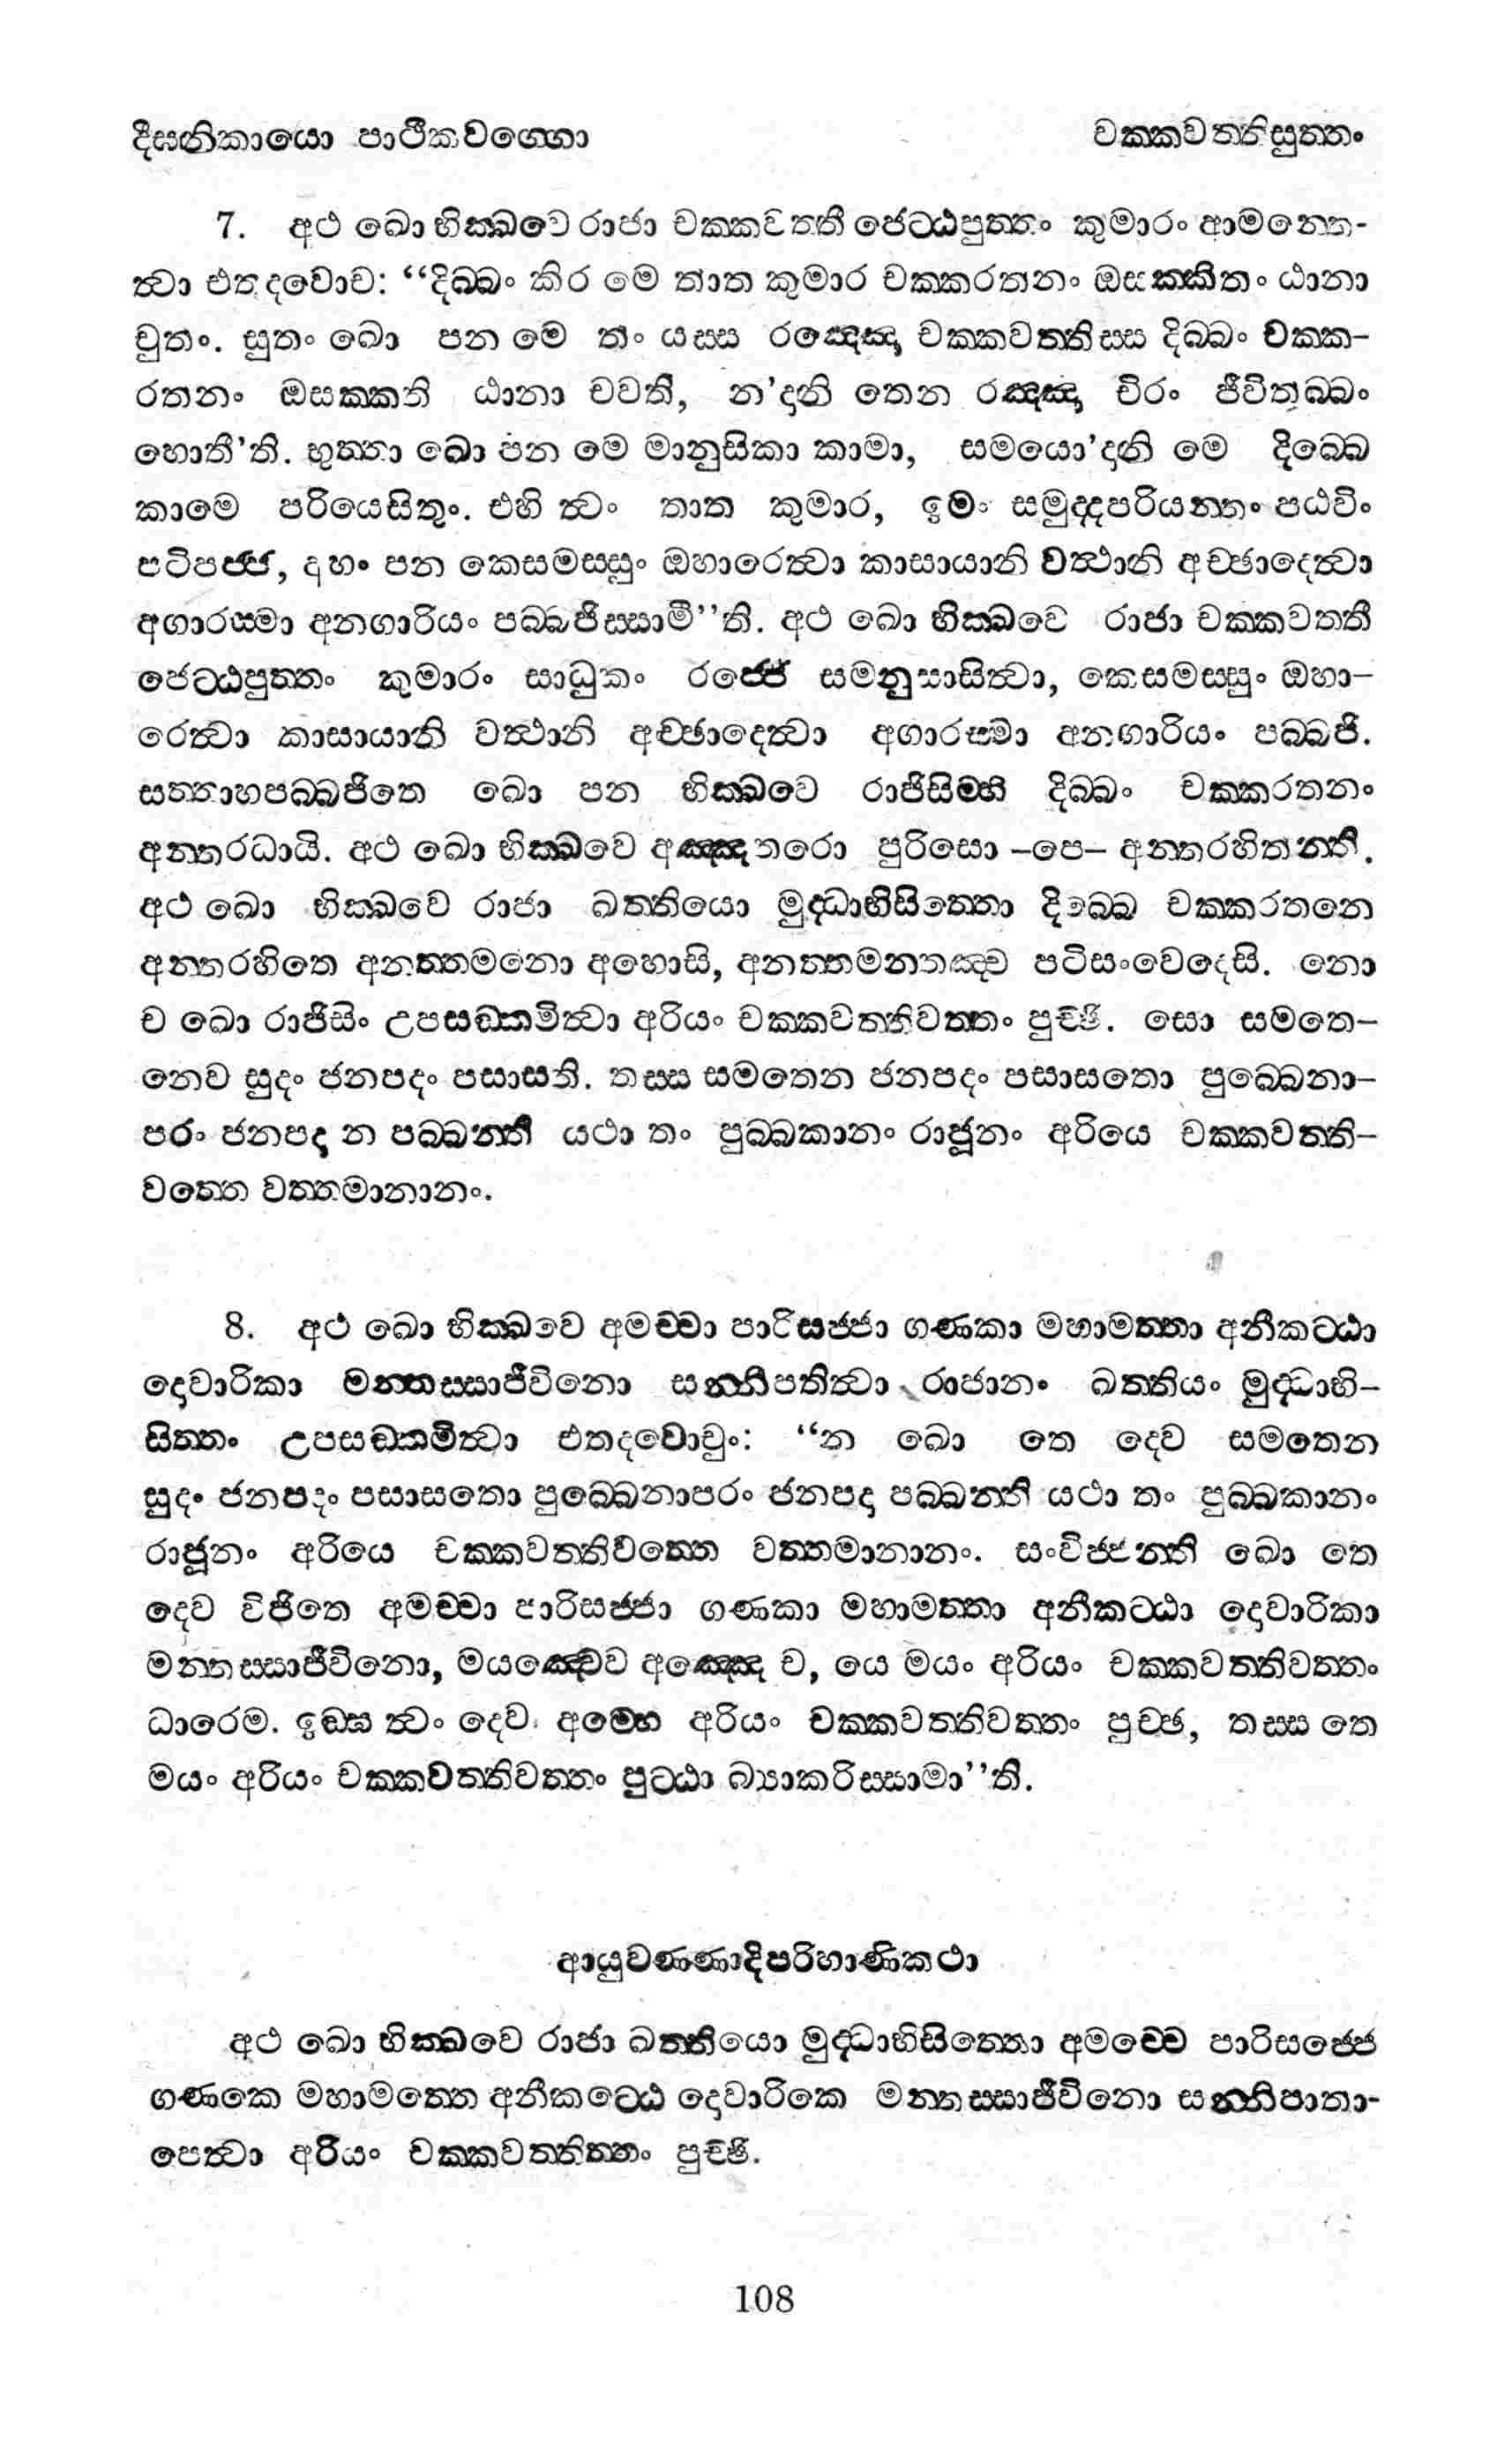 දීඝනිකායො පාථිකවග්ගො
චක්කවත්තිසුත්තං
7. අථ ඛො භික්ඛවෙ රාජා චක්කවත්තී ජෙට්ඨපුත්තං කුමාරං ආමන්තෙ-
ත්වා එතදවොච: “දිබ්බං කිර මෙ තාත කුමාර චක්කරතනං ඔසක්කිතං ඨානා
චුතං. සුතං ඛො පන මෙ තං යස්ස රඤ්ඤො චක්කවත්තිස්ස දිබ්බං චක්ක-
රතනං ඔසක්කති ඨානා චවති, න’දානි තෙන රඤ්ඤා චිරං ජීවිතබ්බං
හොතී’ති. භුත්තා ඛො පන මෙ මානුසිකා කාමා, සමයො’දානි මෙ දිබ්බෙ
කාමෙ පරියෙසිතුං. එහි ත්වං තාත කුමාර, ඉමං සමුද්දපරියන්තං පඨවිං
පටිපජ්ජ, අහං පන කෙසමස්සුං ඔහාරෙත්වා කාසායානි වත්ථානි අච්ඡාදෙත්වා
අගාරස්මා අනගාරියං පබ්බජිස්සාමී”ති. අථ ඛො භික්ඛවෙ රාජා චක්කවත්තී
ජෙට්ඨපුත්තං කුමාරං සාධුකං රජ්ජෙ සමනුසාසිත්වා, කෙසමස්සුං ඔහා-
රෙත්වා කාසායානි වත්ථානි අච්ඡාදෙත්වා අගාරස්මා අනගාරියං පබ්බජි.
සත්තාහපබ්බජිතෙ ඛො පන භික්ඛවෙ රාජිසිම්හි දිබ්බං චක්කරතනං
අන්තරධායි. අථ ඛො භික්ඛවෙ අඤ්ඤතරො පුරිසො -පෙ- අන්තරහිතන්ති.
අථ ඛො භික්ඛවෙ රාජා ඛත්තියො මුද්ධාභිසිත්තො දිබ්බෙ චක්කරතනෙ
අන්තරහිතෙ අනත්තමනො අහොසි, අනත්තමනතඤ්ච පටිසංවෙදෙසි. නො
ච ඛො රාජිසිං උපසඞ්කමිත්වා අරියං චක්කවත්තිවත්තං පුච්ඡි. සො සමතෙ-
නෙව සුදං ජනපදං පසාසති. තස්ස සමතෙන ජනපදං පසාසතො පුබ්බෙනා-
පරං ජනපදා න පබ්බන්ති යථා තං පුබ්බකානං රාජූනං අරියෙ චක්කවත්ති-
වත්තෙ වත්තමානානං.
8. අථ ඛො භික්ඛවෙ අමච්චා පාරිසජ්ජා ගණකා මහාමත්තා අනීකට්ඨා
දොවාරිකා මන්තස්සාජීවිනො සන්නිපතිත්වා රාජානං ඛත්තියං මුද්ධාභි-
සිත්තං උපසඞ්කමිත්වා එතදවොචුං: “න ඛො තෙ දෙව සමතෙන
සුදං ජනපදං පසාසතො පුබ්බෙනාපරං ජනපදා පබ්බන්ති යථා තං පුබ්බකානං
රාජූනං අරියෙ චක්කවත්තිවත්තෙ වත්තමානානං. සංවිජ්ජන්ති ඛො තෙ
දෙව විජිතෙ අමච්චා පාරිසජ්ජා ගණකා මහාමත්තා අනීකට්ඨා දොවාරිකා
මන්තස්සාජීවිනො, මයඤ්චෙව අඤ්ඤෙ ච, යෙ මයං අරියං චක්කවත්තිවත්තං
ධාරෙම. ඉඞ්ඝ ත්වං දෙව අම්හෙ අරියං චක්කවත්තිවත්තං පුච්ඡ, තස්ස තෙ
මයං අරියං චක්කවත්තිවත්තං පුට්ඨා බ්‍යාකරිස්සාමා”ති.
ආයුවණ්ණාදිපරිහාණිකථා
අථ ඛො භික්ඛවෙ රාජා ඛත්තියො මුද්ධාභිසිත්තො අමච්චෙ පාරිසජ්ජෙ
ගණකෙ මහාමත්තෙ අනීකට්ඨෙ දොවාරිකෙ මන්තස්සාජීවිනො සන්නිපාතා-
පෙත්වා අරියං චක්කවත්තිත්තං පුච්ඡි.
108